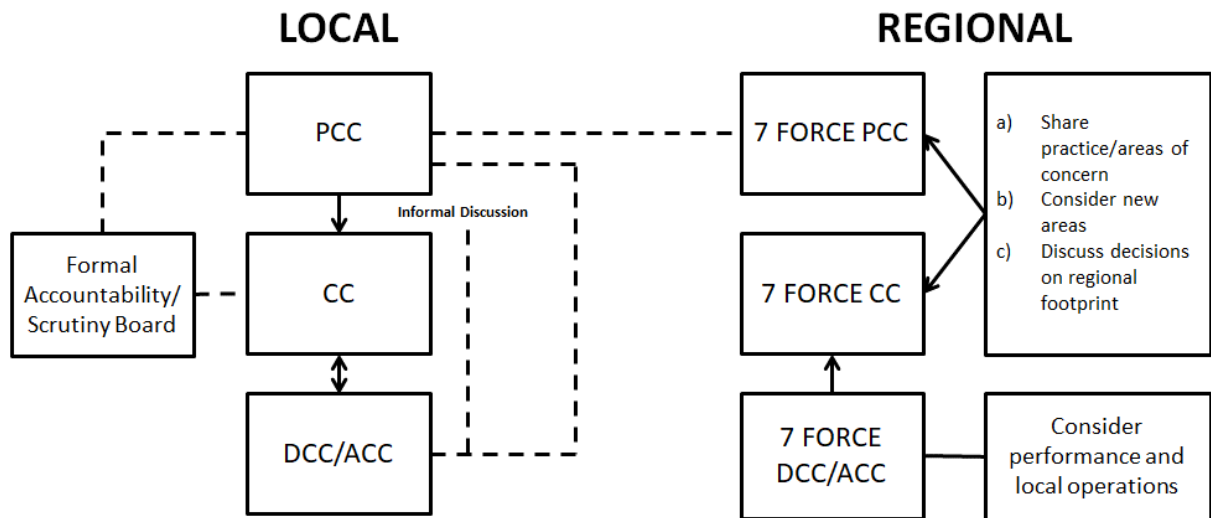 LOCAL
REGIONAL
PCC
Informal Discussion
Formal
Accountability/
Scrutiny Board
CC
DCC/ACC
7 FORCE PCC
7 FORCE CC
7 FORCE
DCC/ACC
a) Share
practice/areas of
concern
b) Consider new
areas
c) Discuss decisions
on regional
footprint
Consider
performance and
local operations